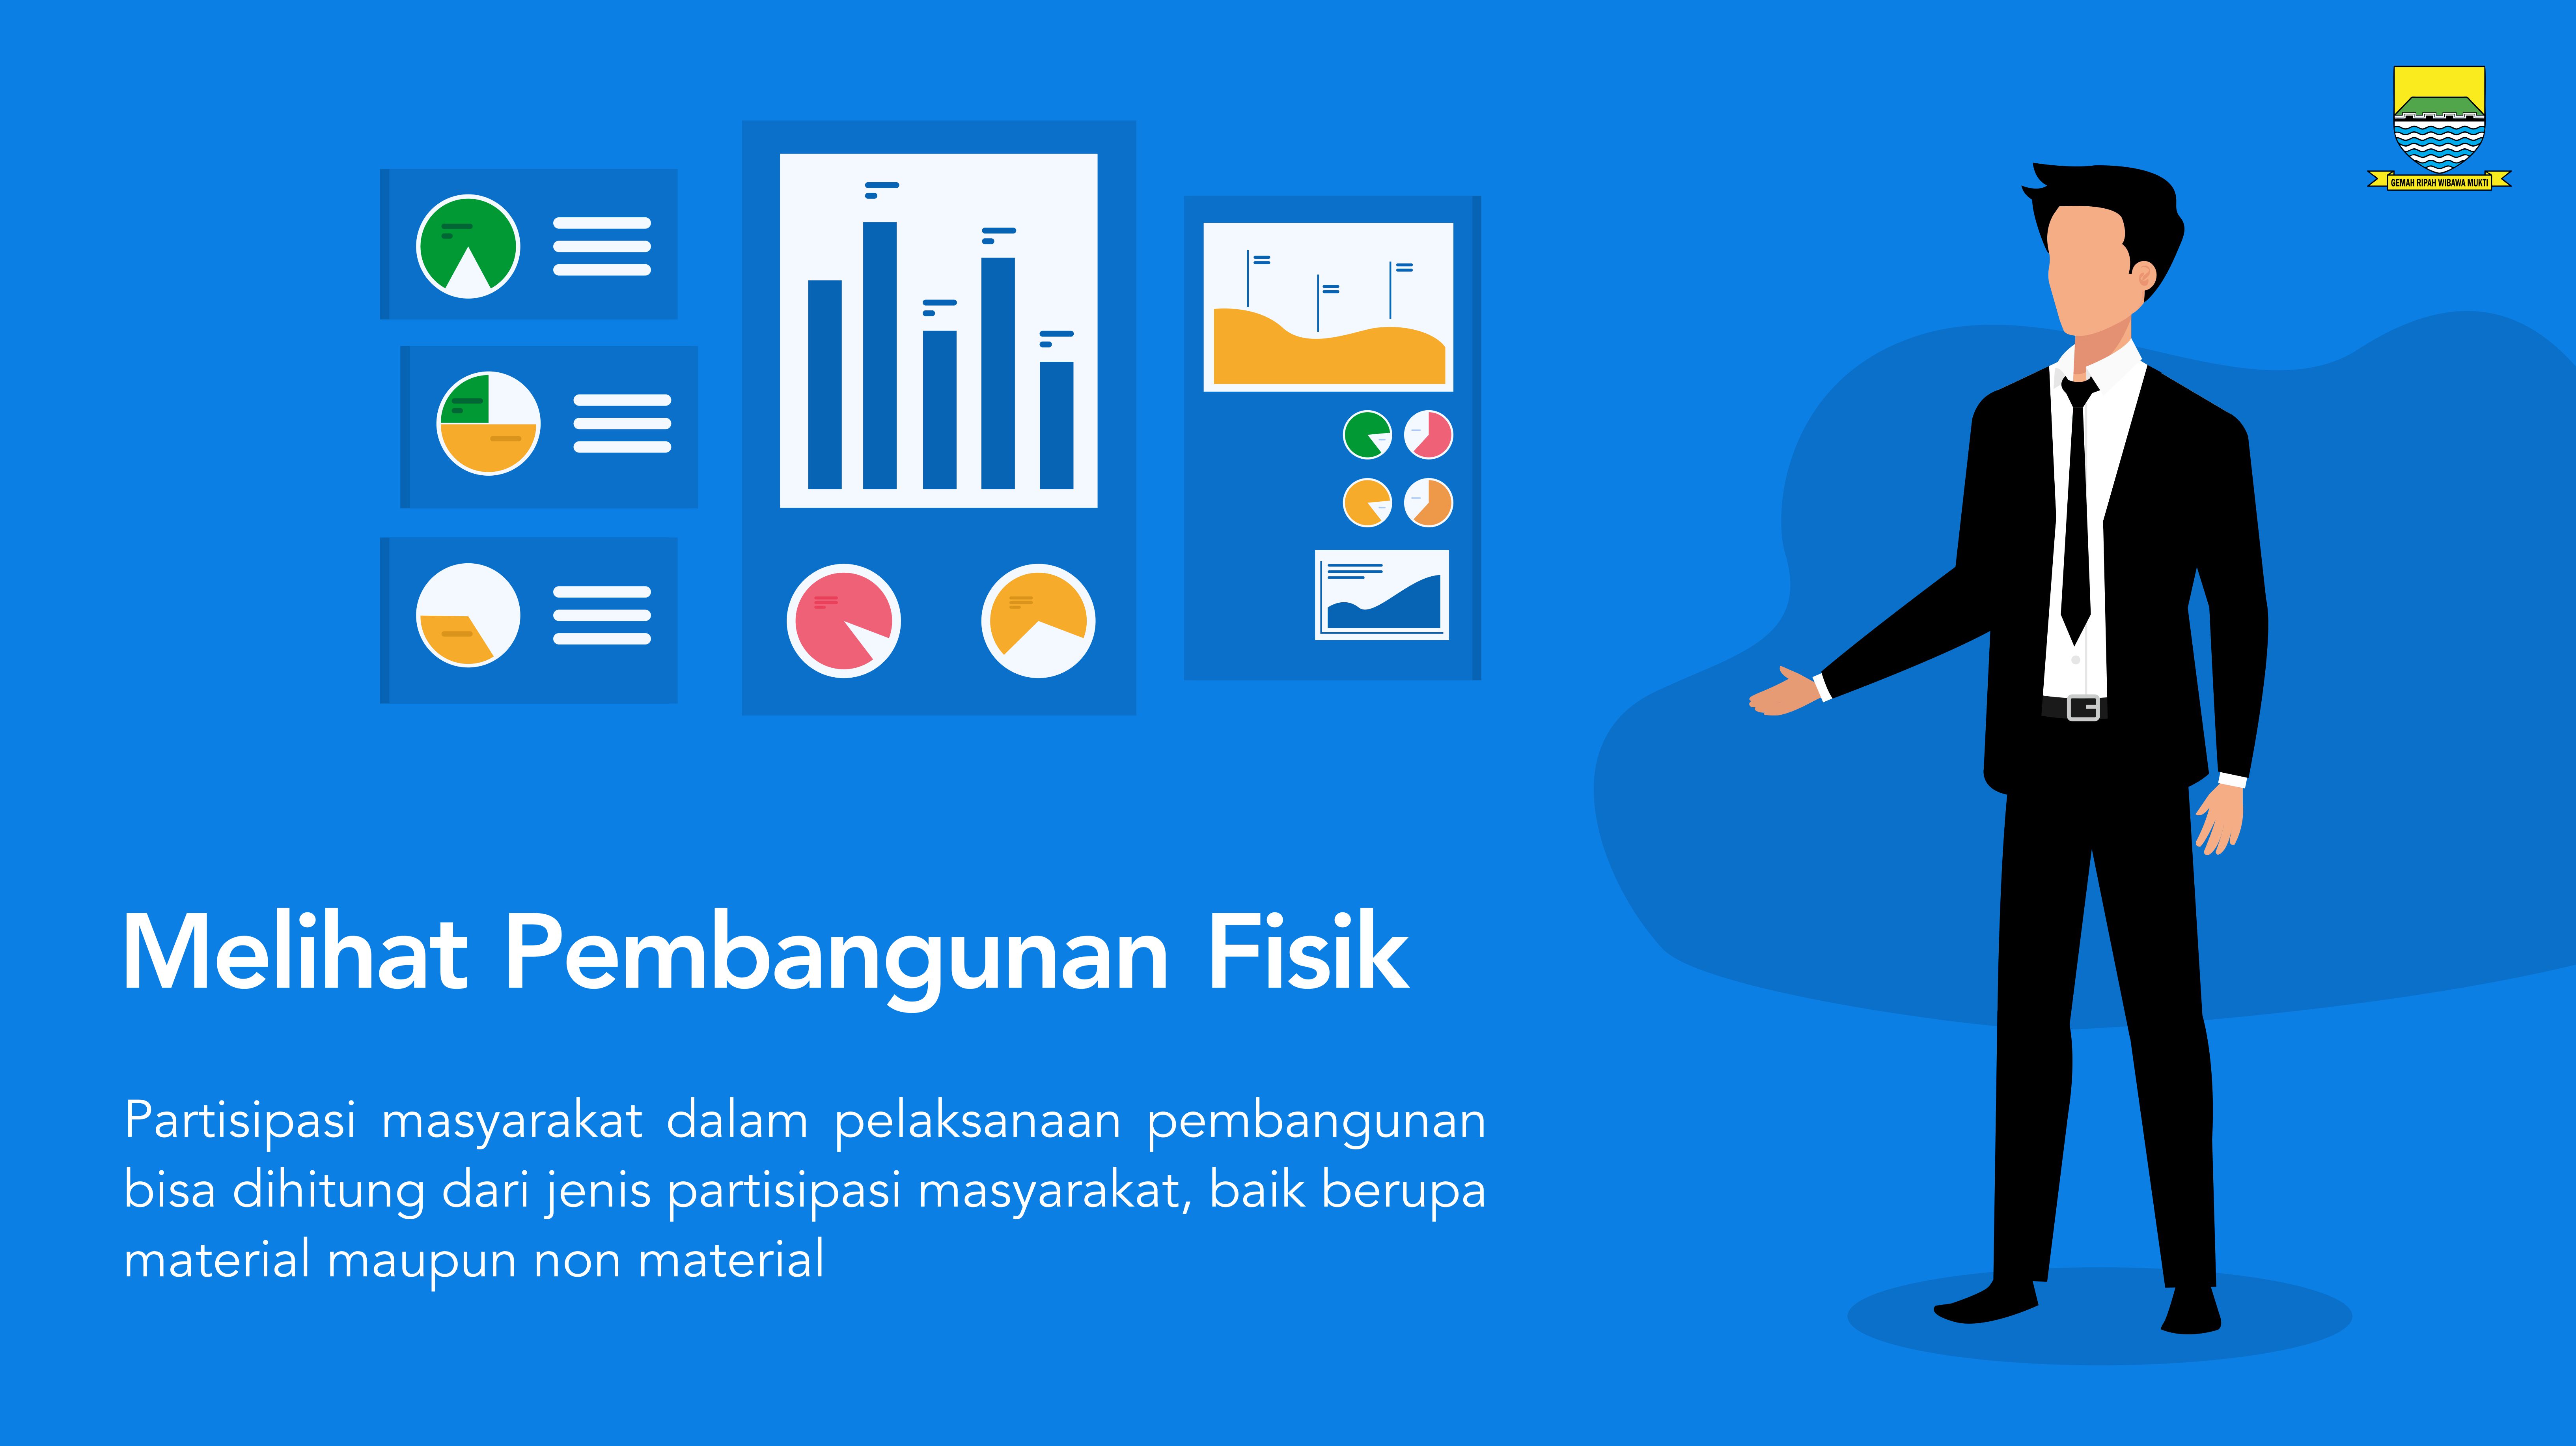 GEMAH RIPAH WIBAWA MUKTI
Melihat Pembangunan Fisik
Partisipasi masyarakat dalam pelaksanaan pembangunan
bisa dihitung dari jenis partisipasi masyarakat, baik berupa
material maupun non material